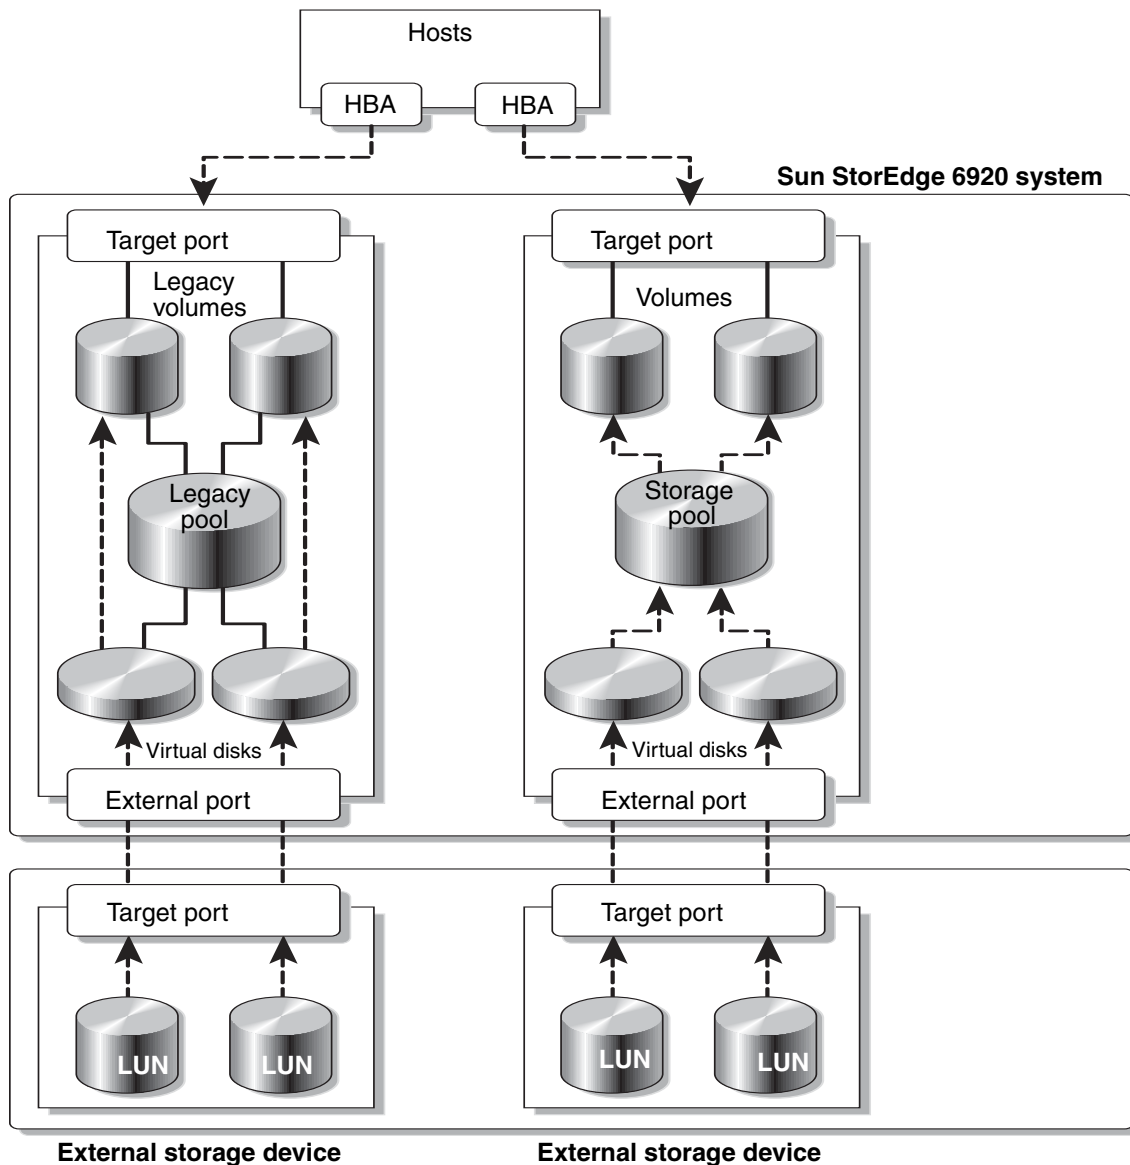 Hosts
HBA
HBA
Sun StorEdge 6920 system
Target port
Target port
Legacy
volumes
Volumes
Legacy
pool
Storage
pool
Virtual disks
Virtual disks
External port
External port
Target port
Target port
LUN
LUN
LUN
LUN
External storage device
External storage device